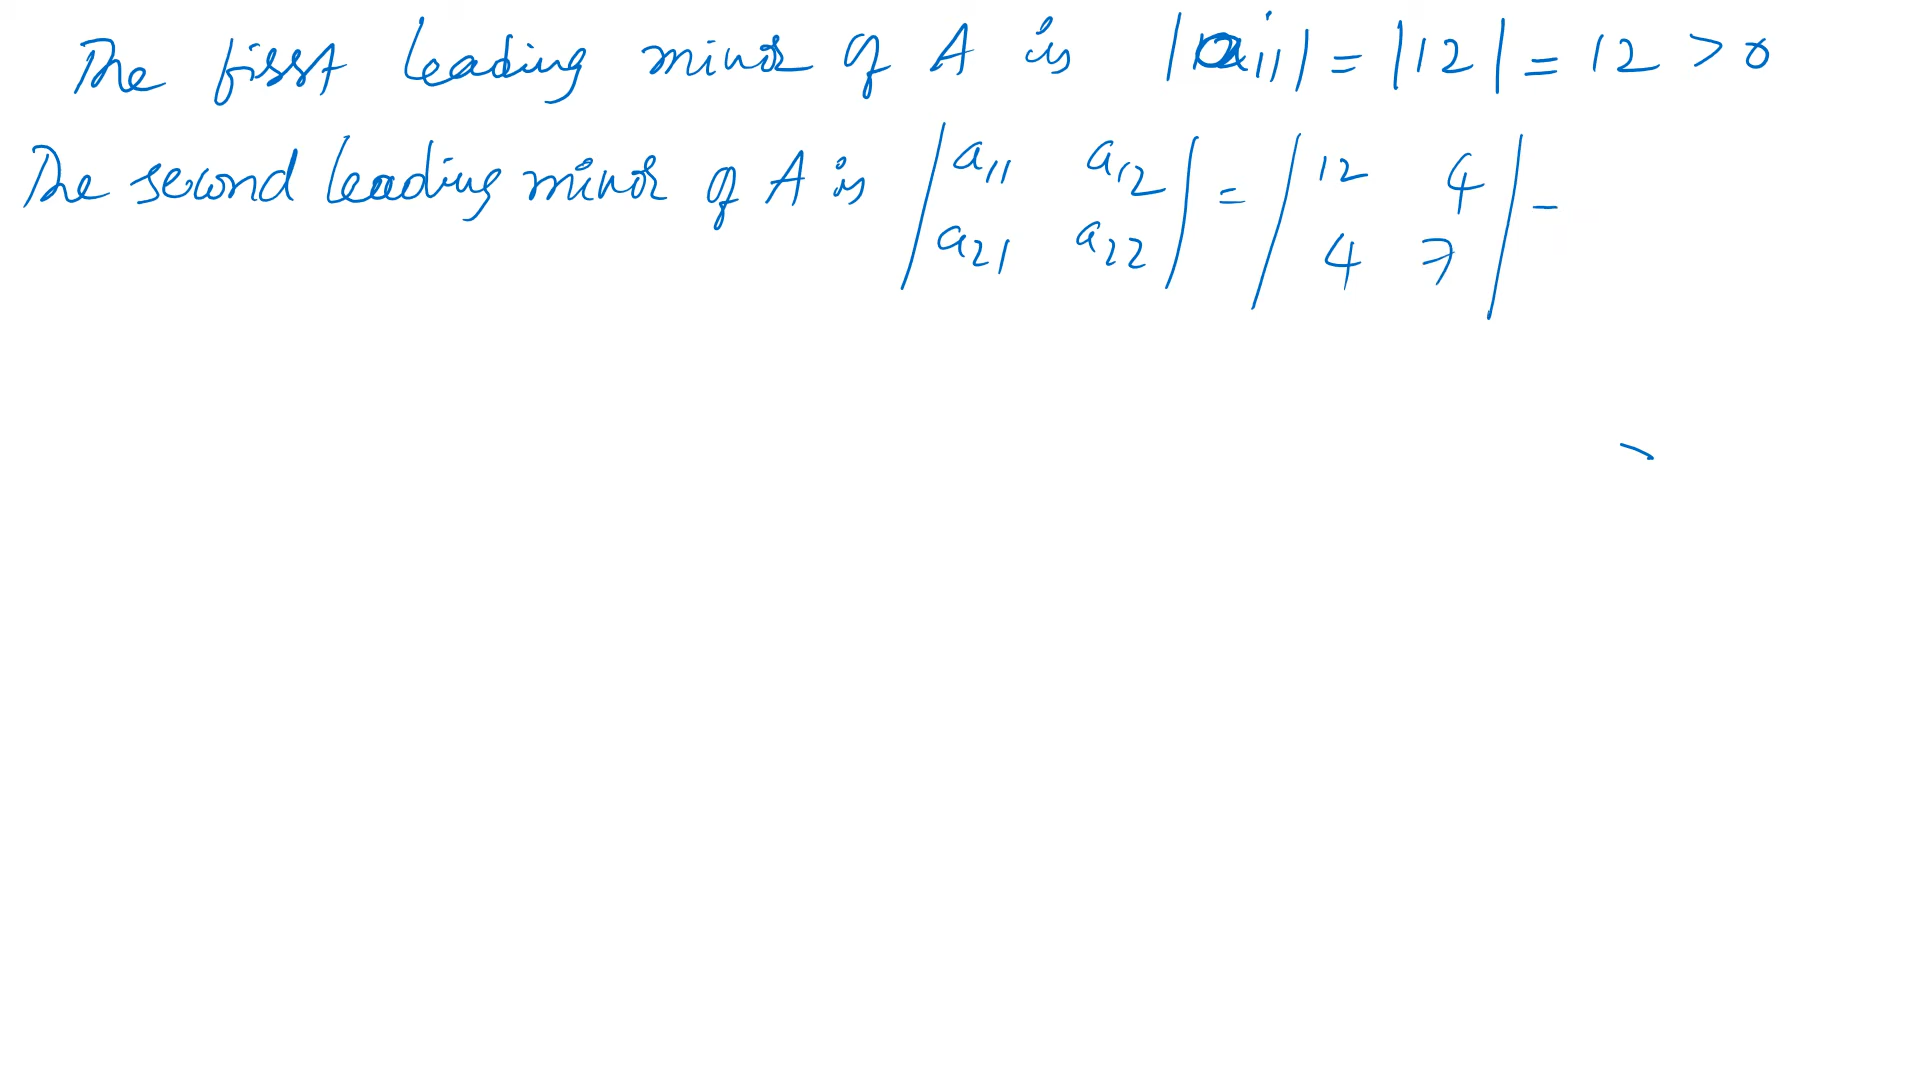 The first leading minor of A is |a11| = |12| = 12 > 0
The second leading minor of A is |a11 a12| = |12 4| -
|a21 a22| |4 7|